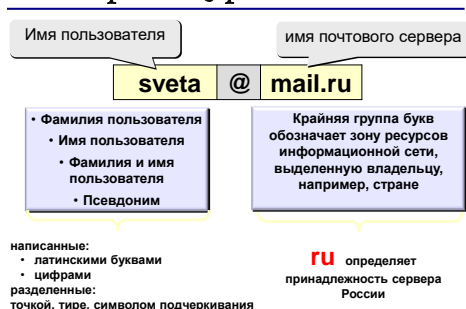 Имя пользователя
имя почтового сервера
sveta @ mail.ru
• Фамилия пользователя
• Имя пользователя
• Фамилия и имя
пользователя
• Псевдоним
Крайняя группа букв
обозначает зону ресурсов
информационной сети,
выделенную владельцу,
например, стране
написанные:
• латинскими буквами
• цифрами
разделенные:
точкой, тире, символом подчеркивания
ru определяет
принадлежность сервера
России